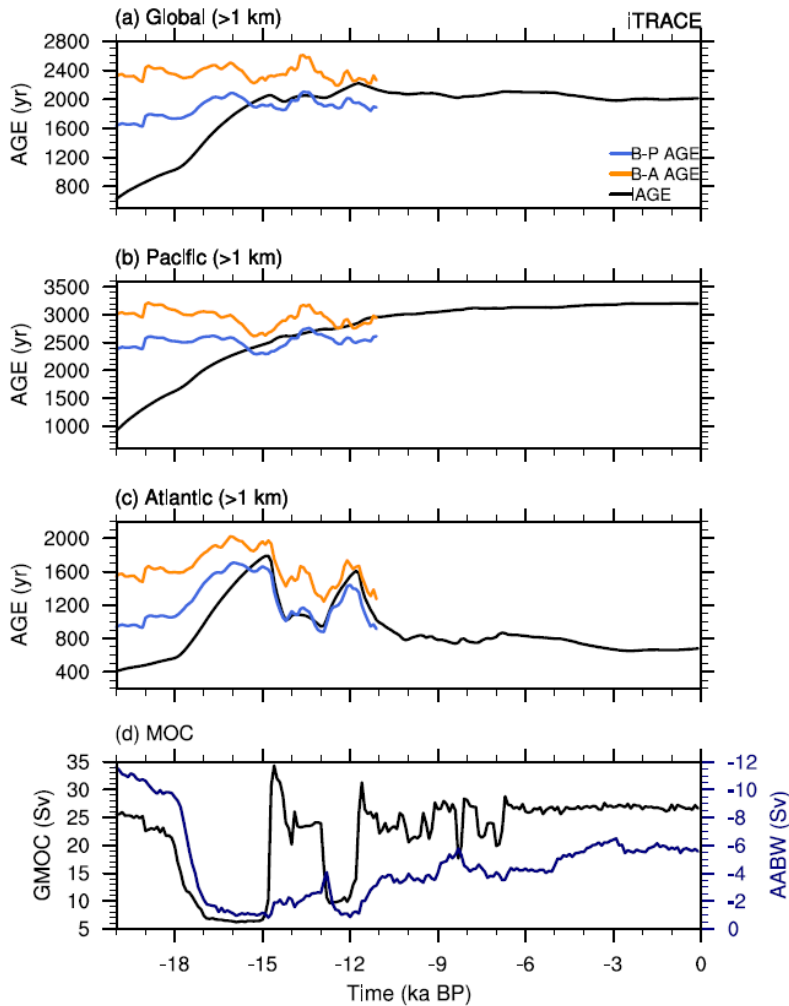 (a) Global (>1 km) iTRACE
2800
2400
2000
1600
1200
800
AGE (yr)
B-P AGE
B-A AGE
IAGE
(b) Pacific (>1 km)
3500
3000
2500
2000
1500
1000
AGE (yr)
(c) Atlantic (>1 km)
2000
1600
1200
800
400
AGE (yr)
(d) MOC
35
30
25
20
15
10
5
GMOC (Sv)
-12
-10
-8
-6
-4
-2
0
AABW (Sv)
-18 -15 -12 -9 -6 -3 0
Time (ka BP)